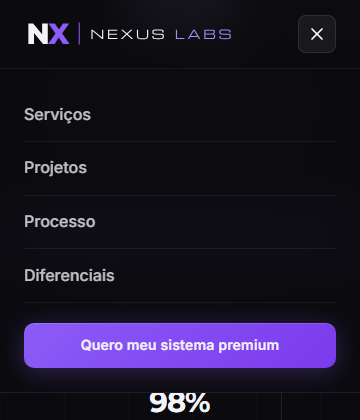 NX | NEXUS LABS
Serviços
Projetos
Processo
Diferenciais
Quero meu sistema premium
98%